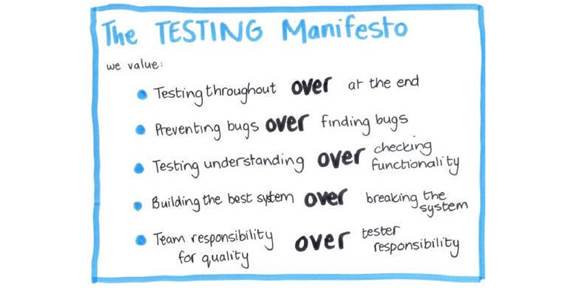 The TESTING Manifesto
we value:
Testing throughout over at the end
Preventing bugs over finding bugs
Testing understanding over checking functionality
Building the best system over breaking the system
Team responsibility for quality over tester responsibility